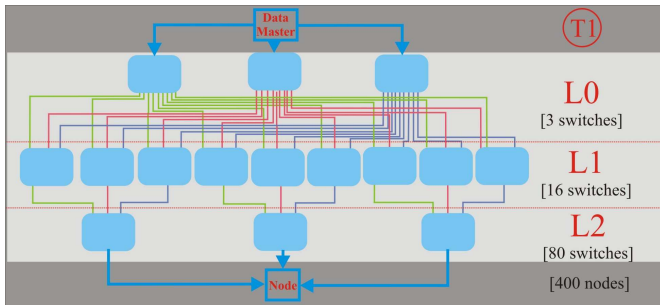 Data
Master
T1
L0
[3 switches]
L1
[16 switches]
L2
[80 switches]
Node
[400 nodes]